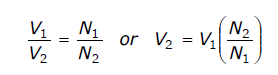 V₁/V₂ = N₁/N₂ or V₂ = V₁(N₂/N₁)